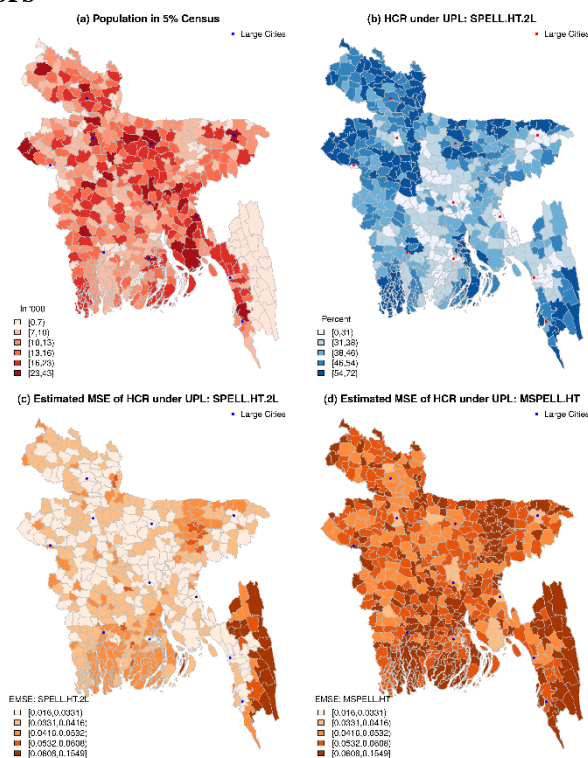 (a) Population in 5% Census
Large Cities
In '000
[0,7)
[7,10)
[10,13)
[13,16)
[16,23)
[23,43)
(b) HCR under UPL: SPELL.HT.2L
Large Cities
Percent
[0,31)
[31,38)
[38,46)
[46,54)
[54,72)
(c) Estimated MSE of HCR under UPL: SPELL.HT.2L
Large Cities
EMSE: SPELL.HT.2L
[0.016,0.0331)
[0.0331,0.0416)
[0.0416,0.0532)
[0.0532,0.0608)
[0.0608,0.1549)
(d) Estimated MSE of HCR under UPL: MSPELL.HT
Large Cities
EMSE: MSPELL.HT
[0.016,0.0331)
[0.0331,0.0416)
[0.0416,0.0532)
[0.0532,0.0608)
[0.0608,0.1549)